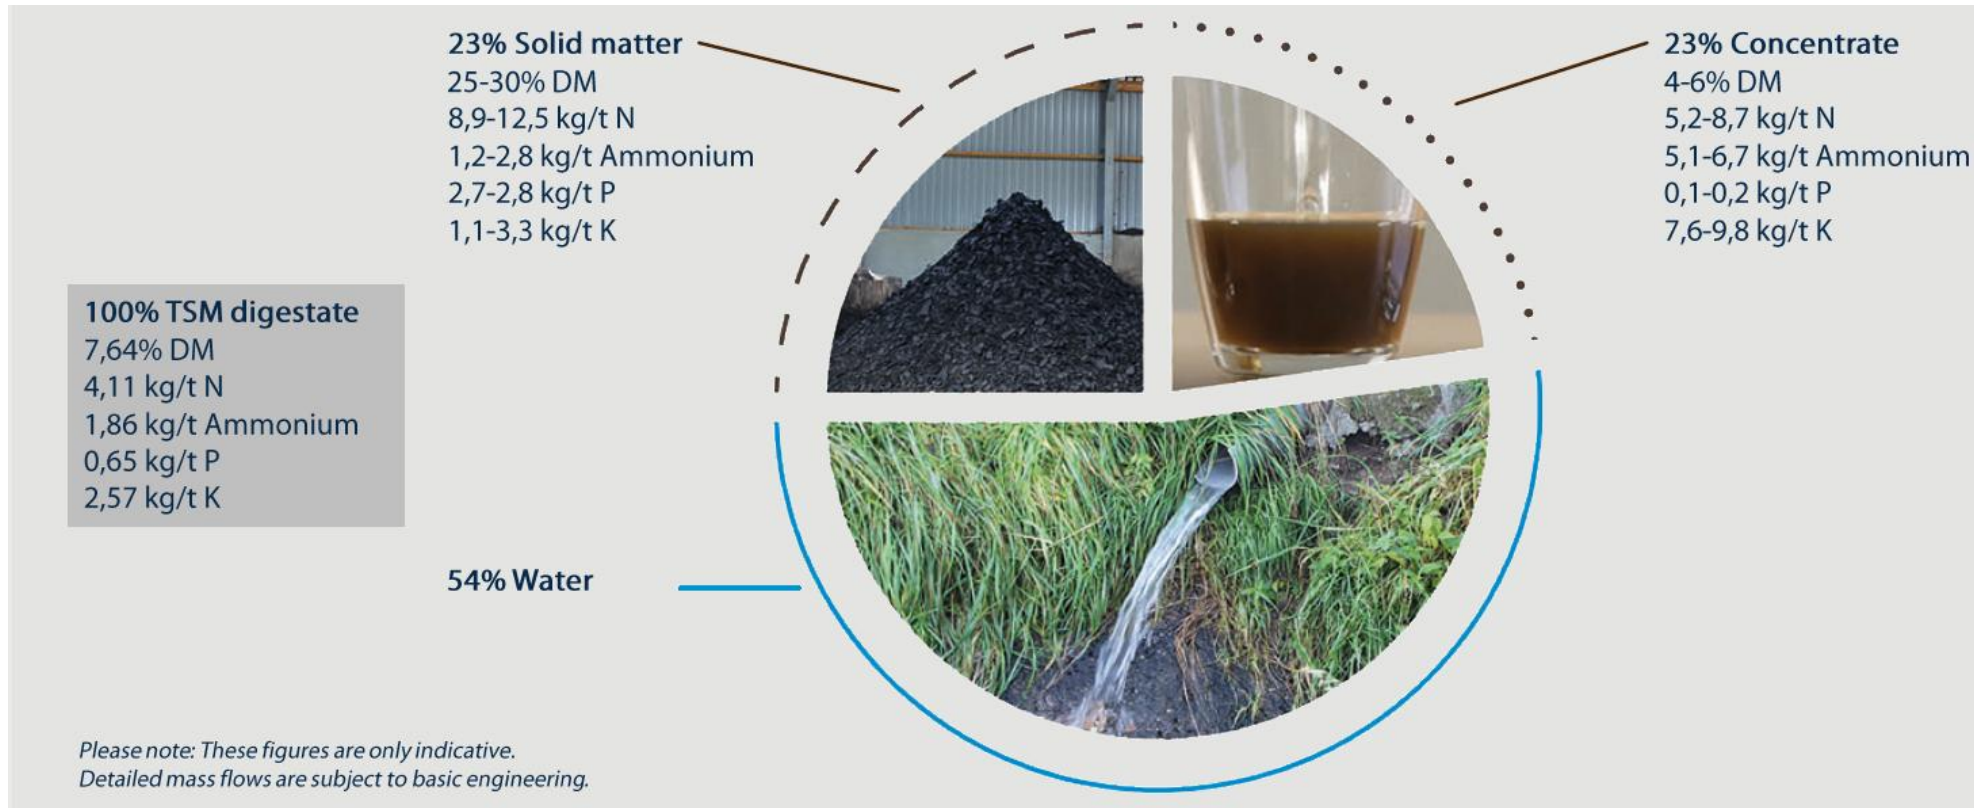 23% Solid matter
25-30% DM
8,9-12,5 kg/t N
1,2-2,8 kg/t Ammonium
2,7-2,8 kg/t P
1,1-3,3 kg/t K
23% Concentrate
4-6% DM
5,2-8,7 kg/t N
5,1-6,7 kg/t Ammonium
0,1-0,2 kg/t P
7,6-9,8 kg/t K
100% TSM digestate
7,64% DM
4,11 kg/t N
1,86 kg/t Ammonium
0,65 kg/t P
2,57 kg/t K
54% Water
Please note: These figures are only indicative.
Detailed mass flows are subject to basic engineering.